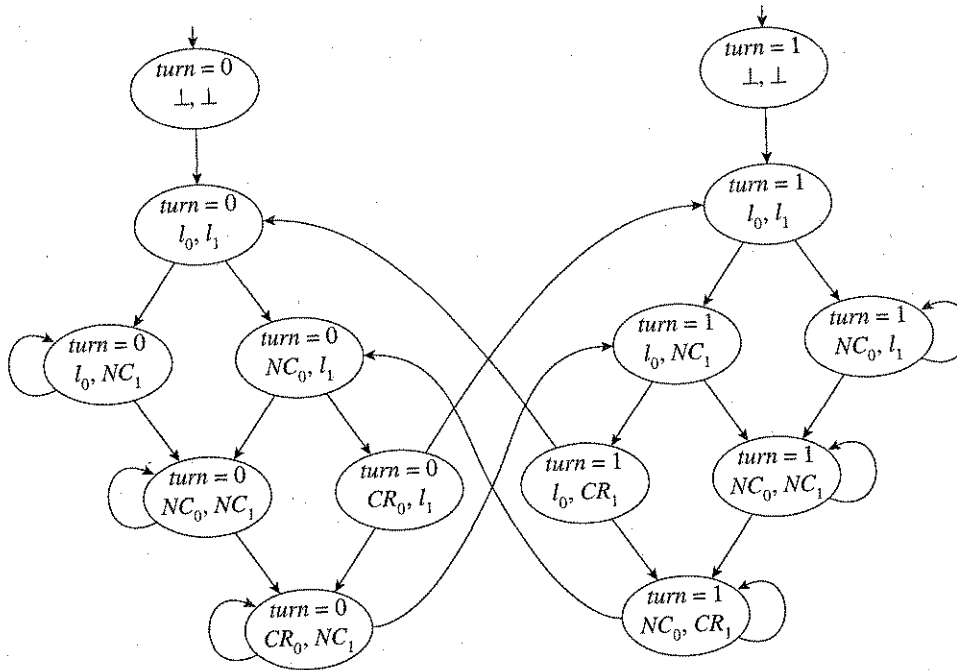 turn = 0
⊥, ⊥
turn = 1
⊥, ⊥
turn = 0
l₀, l₁
turn = 1
l₀, l₁
turn = 0
l₀, NC₁
turn = 0
NC₀, l₁
turn = 1
l₀, NC₁
turn = 1
NC₀, l₁
turn = 0
NC₀, NC₁
turn = 0
CR₀, l₁
turn = 1
l₀, CR₁
turn = 1
NC₀, NC₁
turn = 0
CR₀, NC₁
turn = 1
NC₀, CR₁